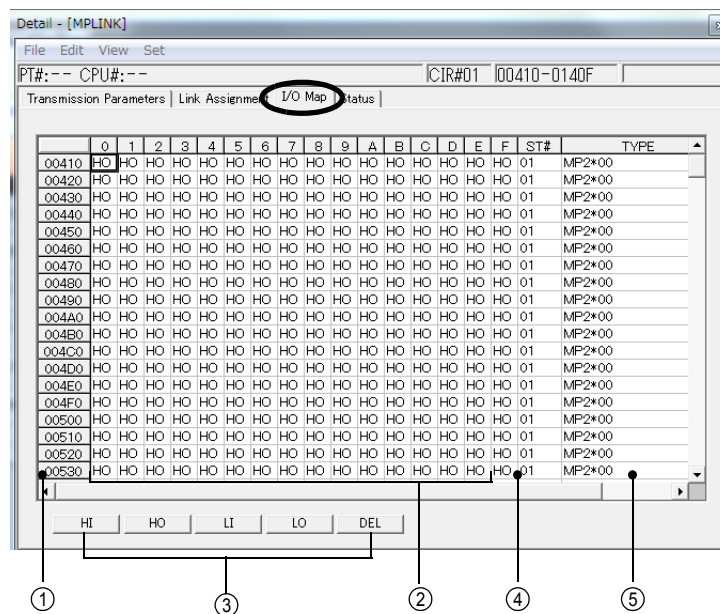 Detail - [MPLINK]
File Edit View Set
PT#:-- CPU#:-- CIR#01 00410-0140F
Transmission Parameters Link Assignment I/O Map Status
0 1 2 3 4 5 6 7 8 9 A B C D E F ST# TYPE
00410 HO HO HO HO HO HO HO HO HO HO HO HO HO HO HO HO 01 MP2*00
00420 HO HO HO HO HO HO HO HO HO HO HO HO HO HO HO HO 01 MP2*00
00430 HO HO HO HO HO HO HO HO HO HO HO HO HO HO HO HO 01 MP2*00
00440 HO HO HO HO HO HO HO HO HO HO HO HO HO HO HO HO 01 MP2*00
00450 HO HO HO HO HO HO HO HO HO HO HO HO HO HO HO HO 01 MP2*00
00460 HO HO HO HO HO HO HO HO HO HO HO HO HO HO HO HO 01 MP2*00
00470 HO HO HO HO HO HO HO HO HO HO HO HO HO HO HO HO 01 MP2*00
00480 HO HO HO HO HO HO HO HO HO HO HO HO HO HO HO HO 01 MP2*00
00490 HO HO HO HO HO HO HO HO HO HO HO HO HO HO HO HO 01 MP2*00
004A0 HO HO HO HO HO HO HO HO HO HO HO HO HO HO HO HO 01 MP2*00
004B0 HO HO HO HO HO HO HO HO HO HO HO HO HO HO HO HO 01 MP2*00
004C0 HO HO HO HO HO HO HO HO HO HO HO HO HO HO HO HO 01 MP2*00
004D0 HO HO HO HO HO HO HO HO HO HO HO HO HO HO HO HO 01 MP2*00
004E0 HO HO HO HO HO HO HO HO HO HO HO HO HO HO HO HO 01 MP2*00
004F0 HO HO HO HO HO HO HO HO HO HO HO HO HO HO HO HO 01 MP2*00
00500 HO HO HO HO HO HO HO HO HO HO HO HO HO HO HO HO 01 MP2*00
00510 HO HO HO HO HO HO HO HO HO HO HO HO HO HO HO HO 01 MP2*00
00520 HO HO HO HO HO HO HO HO HO HO HO HO HO HO HO HO 01 MP2*00
00530 HO HO HO HO HO HO HO HO HO HO HO HO HO HO HO HO 01 MP2*00
HI HO LI LO DEL
① ③ ② ④ ⑤